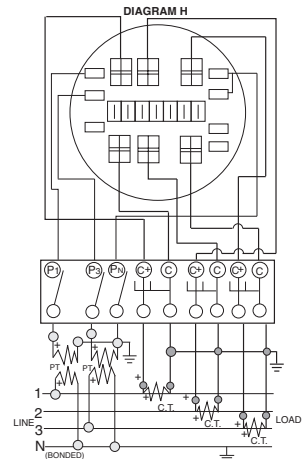 DIAGRAM H
P1 P3 PN C+ C C+ C C+ C
+ + +
PT PT
+ +
1
+ C.T.
2
+ C.T.
LINE 3 LOAD
+ C.T.
N
(BONDED)